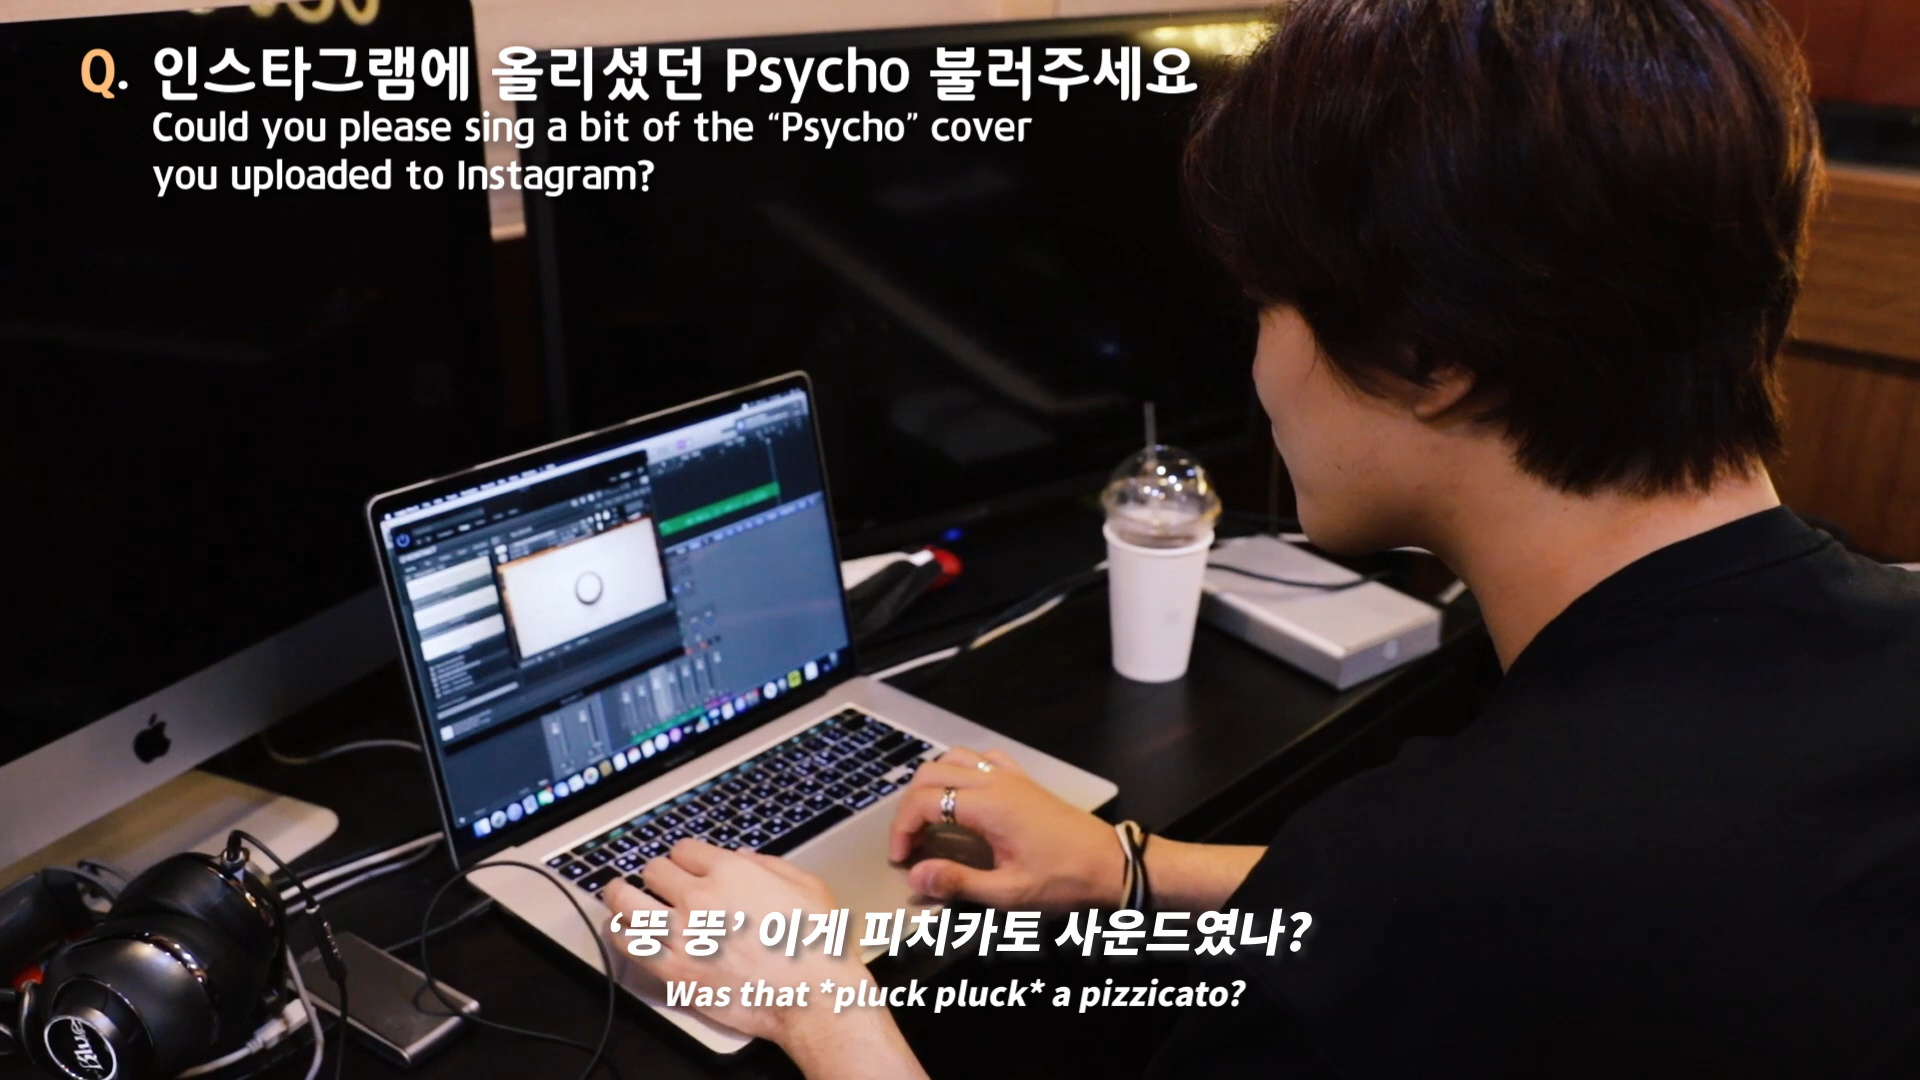 Q. 인스타그램에 올리셨던 Psycho 불러주세요
Could you please sing a bit of the “Psycho” cover
you uploaded to Instagram?
‘뚱 뚱’ 이게 피치카토 사운드였나?
Was that *pluck pluck* a pizzicato?
Blue